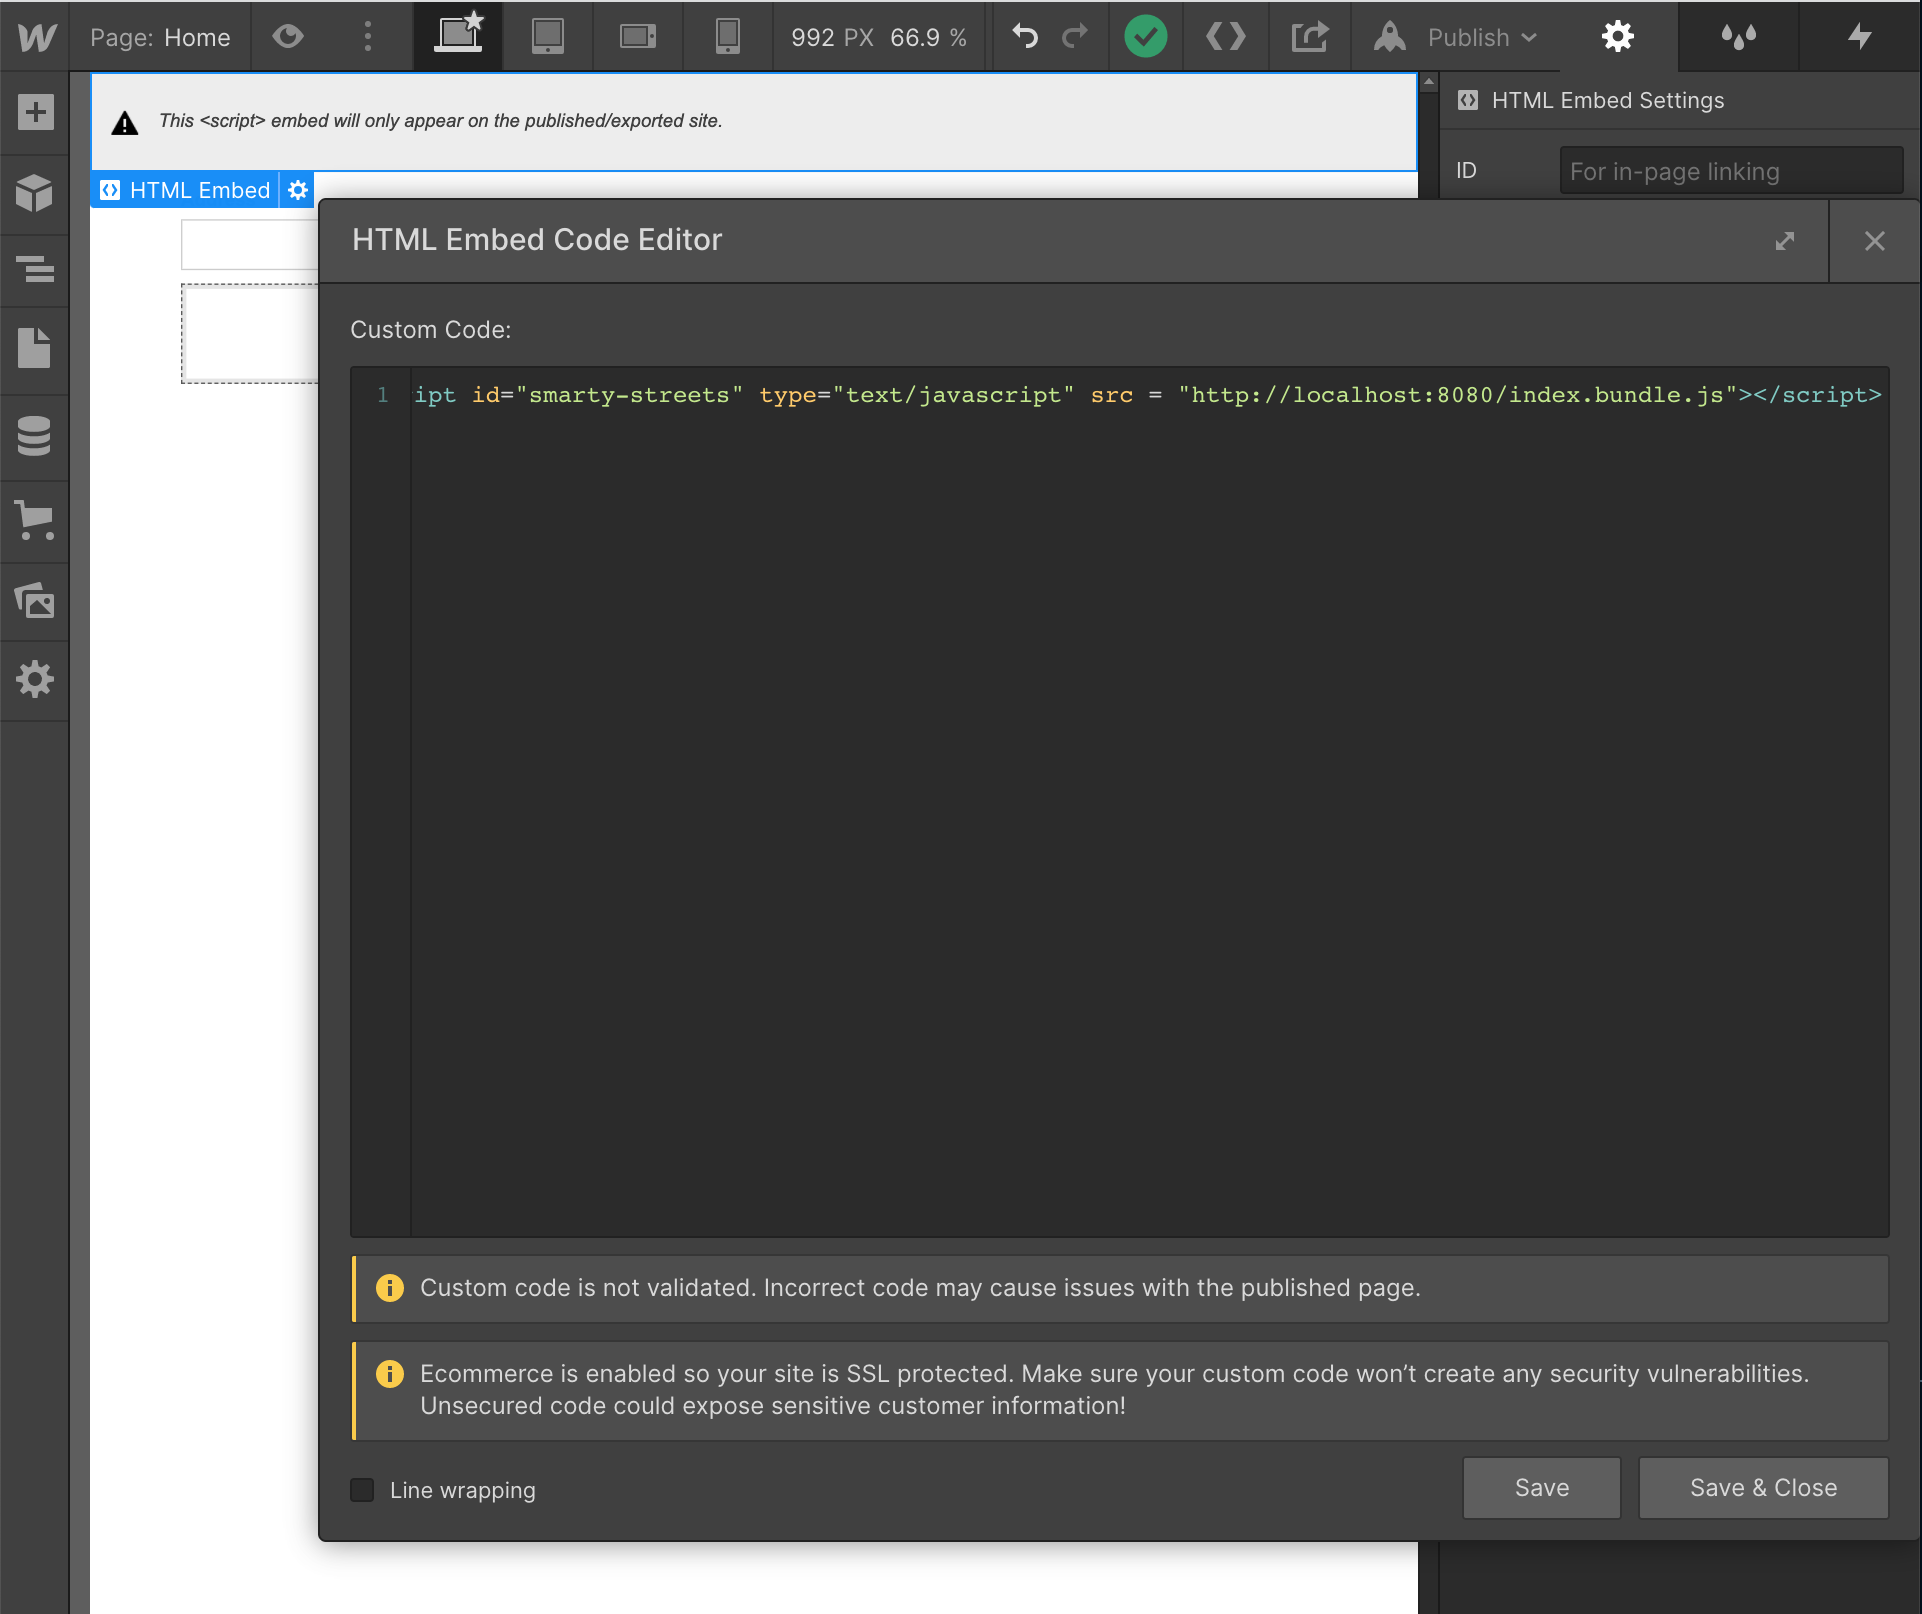 Page: Home
992 PX 66.9 %
Publish
This <script> embed will only appear on the published/exported site.
HTML Embed
HTML Embed Settings
ID
For in-page linking
HTML Embed Code Editor
Custom Code:
1 ipt id="smarty-streets" type="text/javascript" src = "http://localhost:8080/index.bundle.js"></script>
Custom code is not validated. Incorrect code may cause issues with the published page.
Ecommerce is enabled so your site is SSL protected. Make sure your custom code won’t create any security vulnerabilities.
Unsecured code could expose sensitive customer information!
Line wrapping
Save
Save & Close